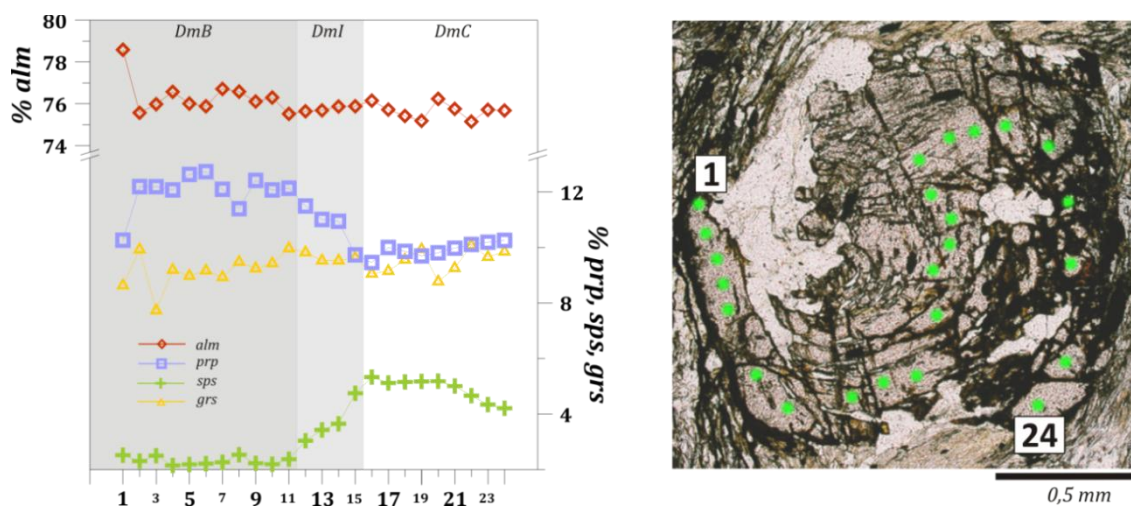 DmB DmI DmC
80
78
76
74
% alm
12
8
4
% prp, sps, grs
alm
prp
sps
grs
1 3 5 7 9 11 13 15 17 19 21 23
1
24
0,5 mm